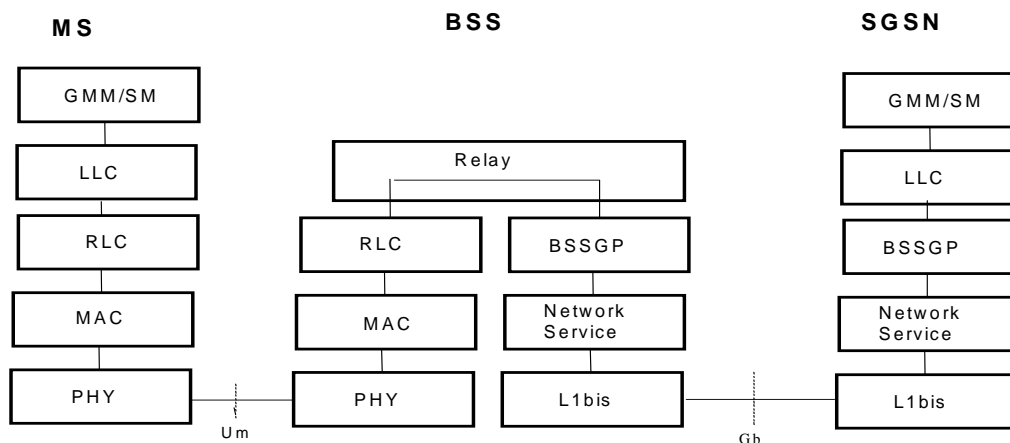 MS
BSS
SGSN
GMM/SM
LLC
RLC
MAC
PHY
Relay
RLC
MAC
PHY
BSSGP
Network
Service
L1bis
GMM/SM
LLC
BSSGP
Network
Service
L1bis
Um
Gb